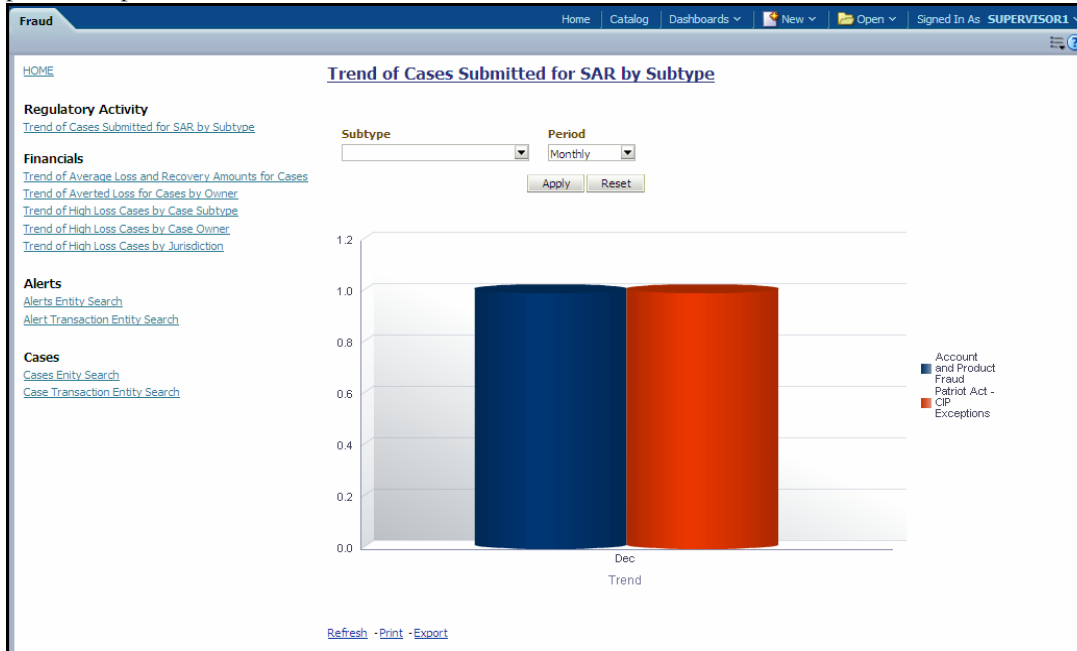 Fraud
Home Catalog Dashboards New Open Signed In As SUPERVISOR1
HOME
Regulatory Activity
Trend of Cases Submitted for SAR by Subtype
Financials
Trend of Average Loss and Recovery Amounts for Cases
Trend of Averted Loss for Cases by Owner
Trend of High Loss Cases by Case Subtype
Trend of High Loss Cases by Case Owner
Trend of High Loss Cases by Jurisdiction
Alerts
Alerts Entity Search
Alert Transaction Entity Search
Cases
Cases Enity Search
Case Transaction Entity Search
Trend of Cases Submitted for SAR by Subtype
Subtype Period
Monthly
Apply Reset
1.2
1.0
0.8
0.6
0.4
0.2
0.0
Dec
Trend
Account
and Product
Fraud
Patriot Act -
CIP
Exceptions
Refresh - Print - Export